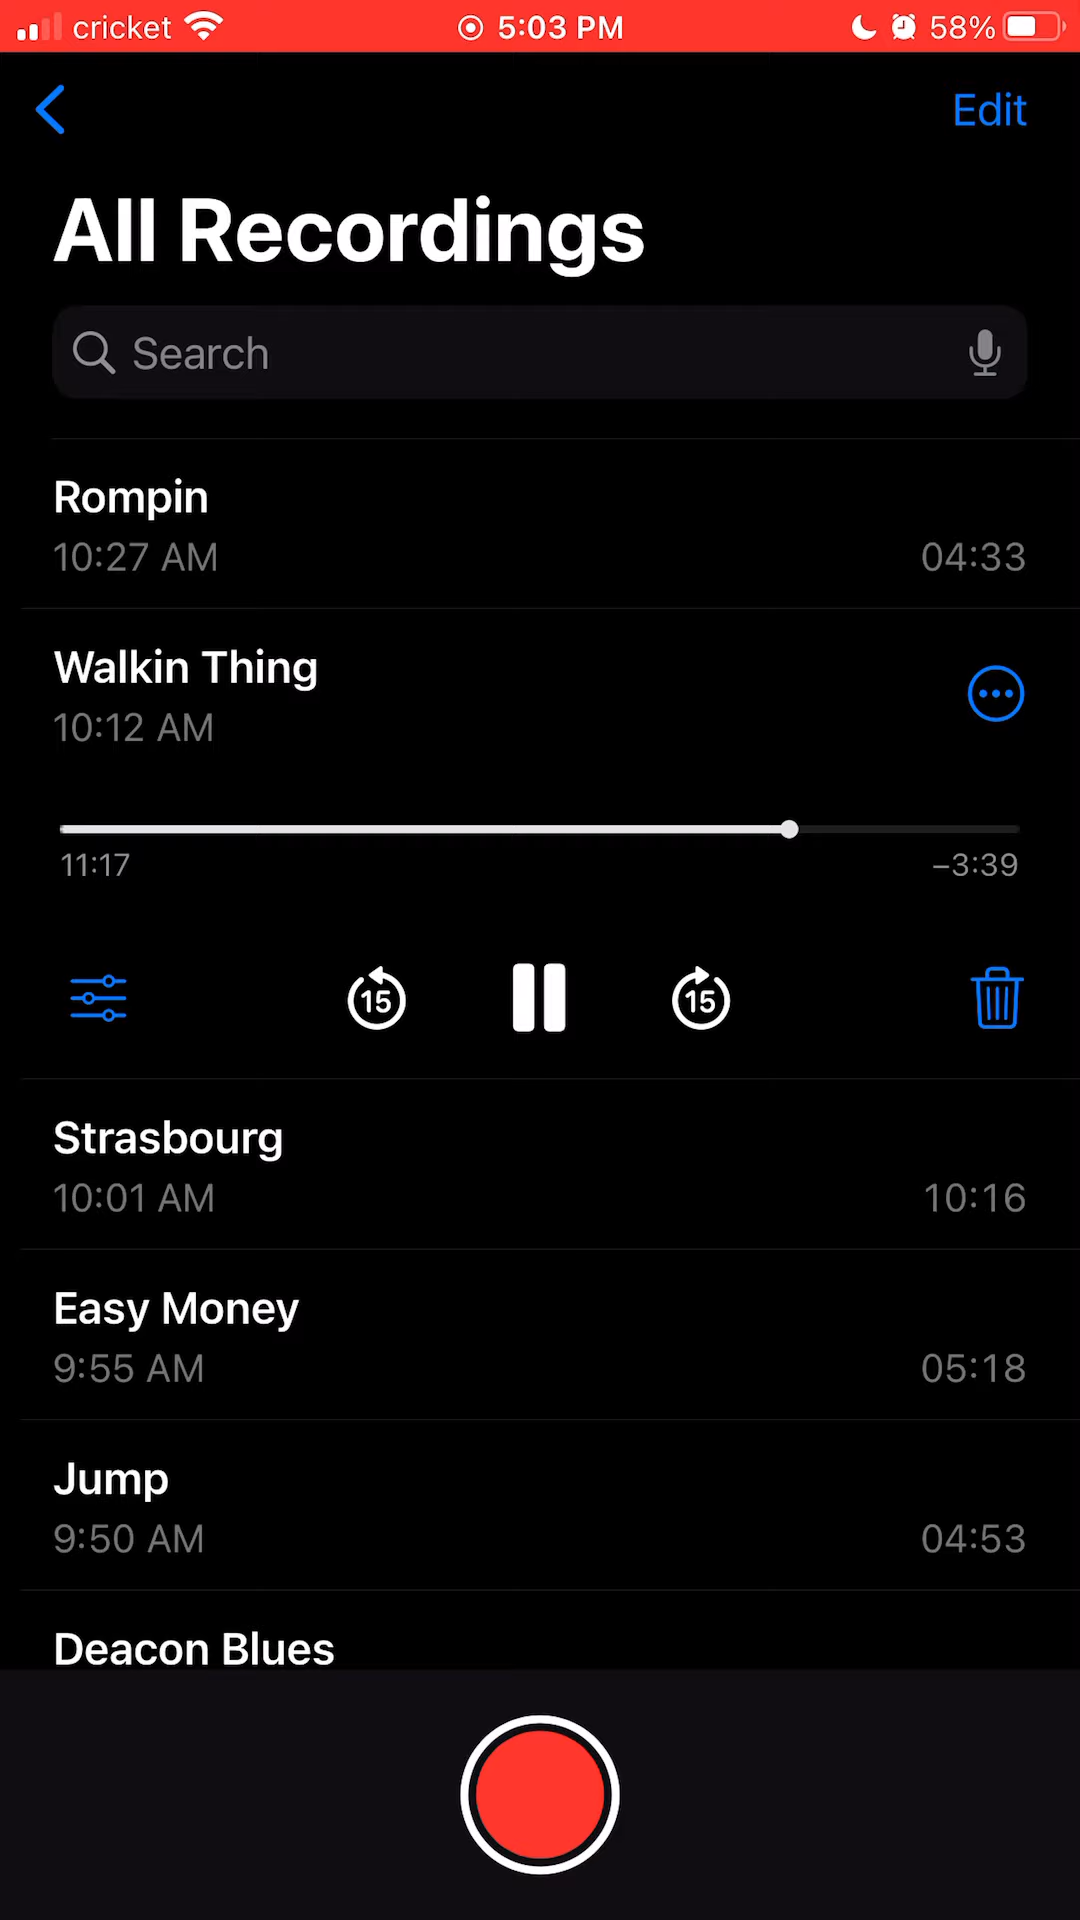 cricket 5:03 PM 58%
Edit
All Recordings
Search
Rompin
10:27 AM 04:33
Walkin Thing
10:12 AM
11:17 –3:39
15 15
Strasbourg
10:01 AM 10:16
Easy Money
9:55 AM 05:18
Jump
9:50 AM 04:53
Deacon Blues